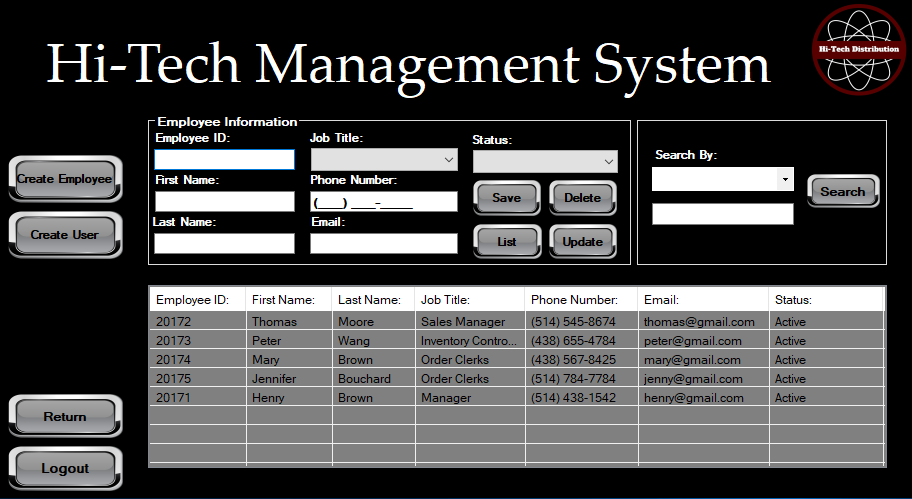 Hi-Tech Management System
Hi-Tech Distribution
Employee Information
Employee ID:
Job Title:
Status:
First Name:
Phone Number:
(___) ___-____
Last Name:
Email:
Save
Delete
List
Update
Search By:
Search
Create Employee
Create User
Return
Logout
Employee ID: First Name: Last Name: Job Title: Phone Number: Email: Status:
20172 Thomas Moore Sales Manager (514) 545-8674 thomas@gmail.com Active
20173 Peter Wang Inventory Contro... (438) 655-4784 peter@gmail.com Active
20174 Mary Brown Order Clerks (438) 567-8425 mary@gmail.com Active
20175 Jennifer Bouchard Order Clerks (514) 784-7784 jenny@gmail.com Active
20171 Henry Brown Manager (514) 438-1542 henry@gmail.com Active